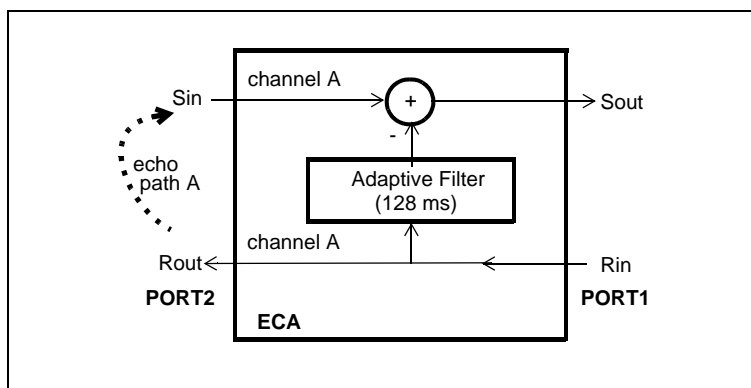 channel A
Sin
+
Sout
-
echo
path A
Adaptive Filter
(128 ms)
channel A
Rout
Rin
PORT2
PORT1
ECA